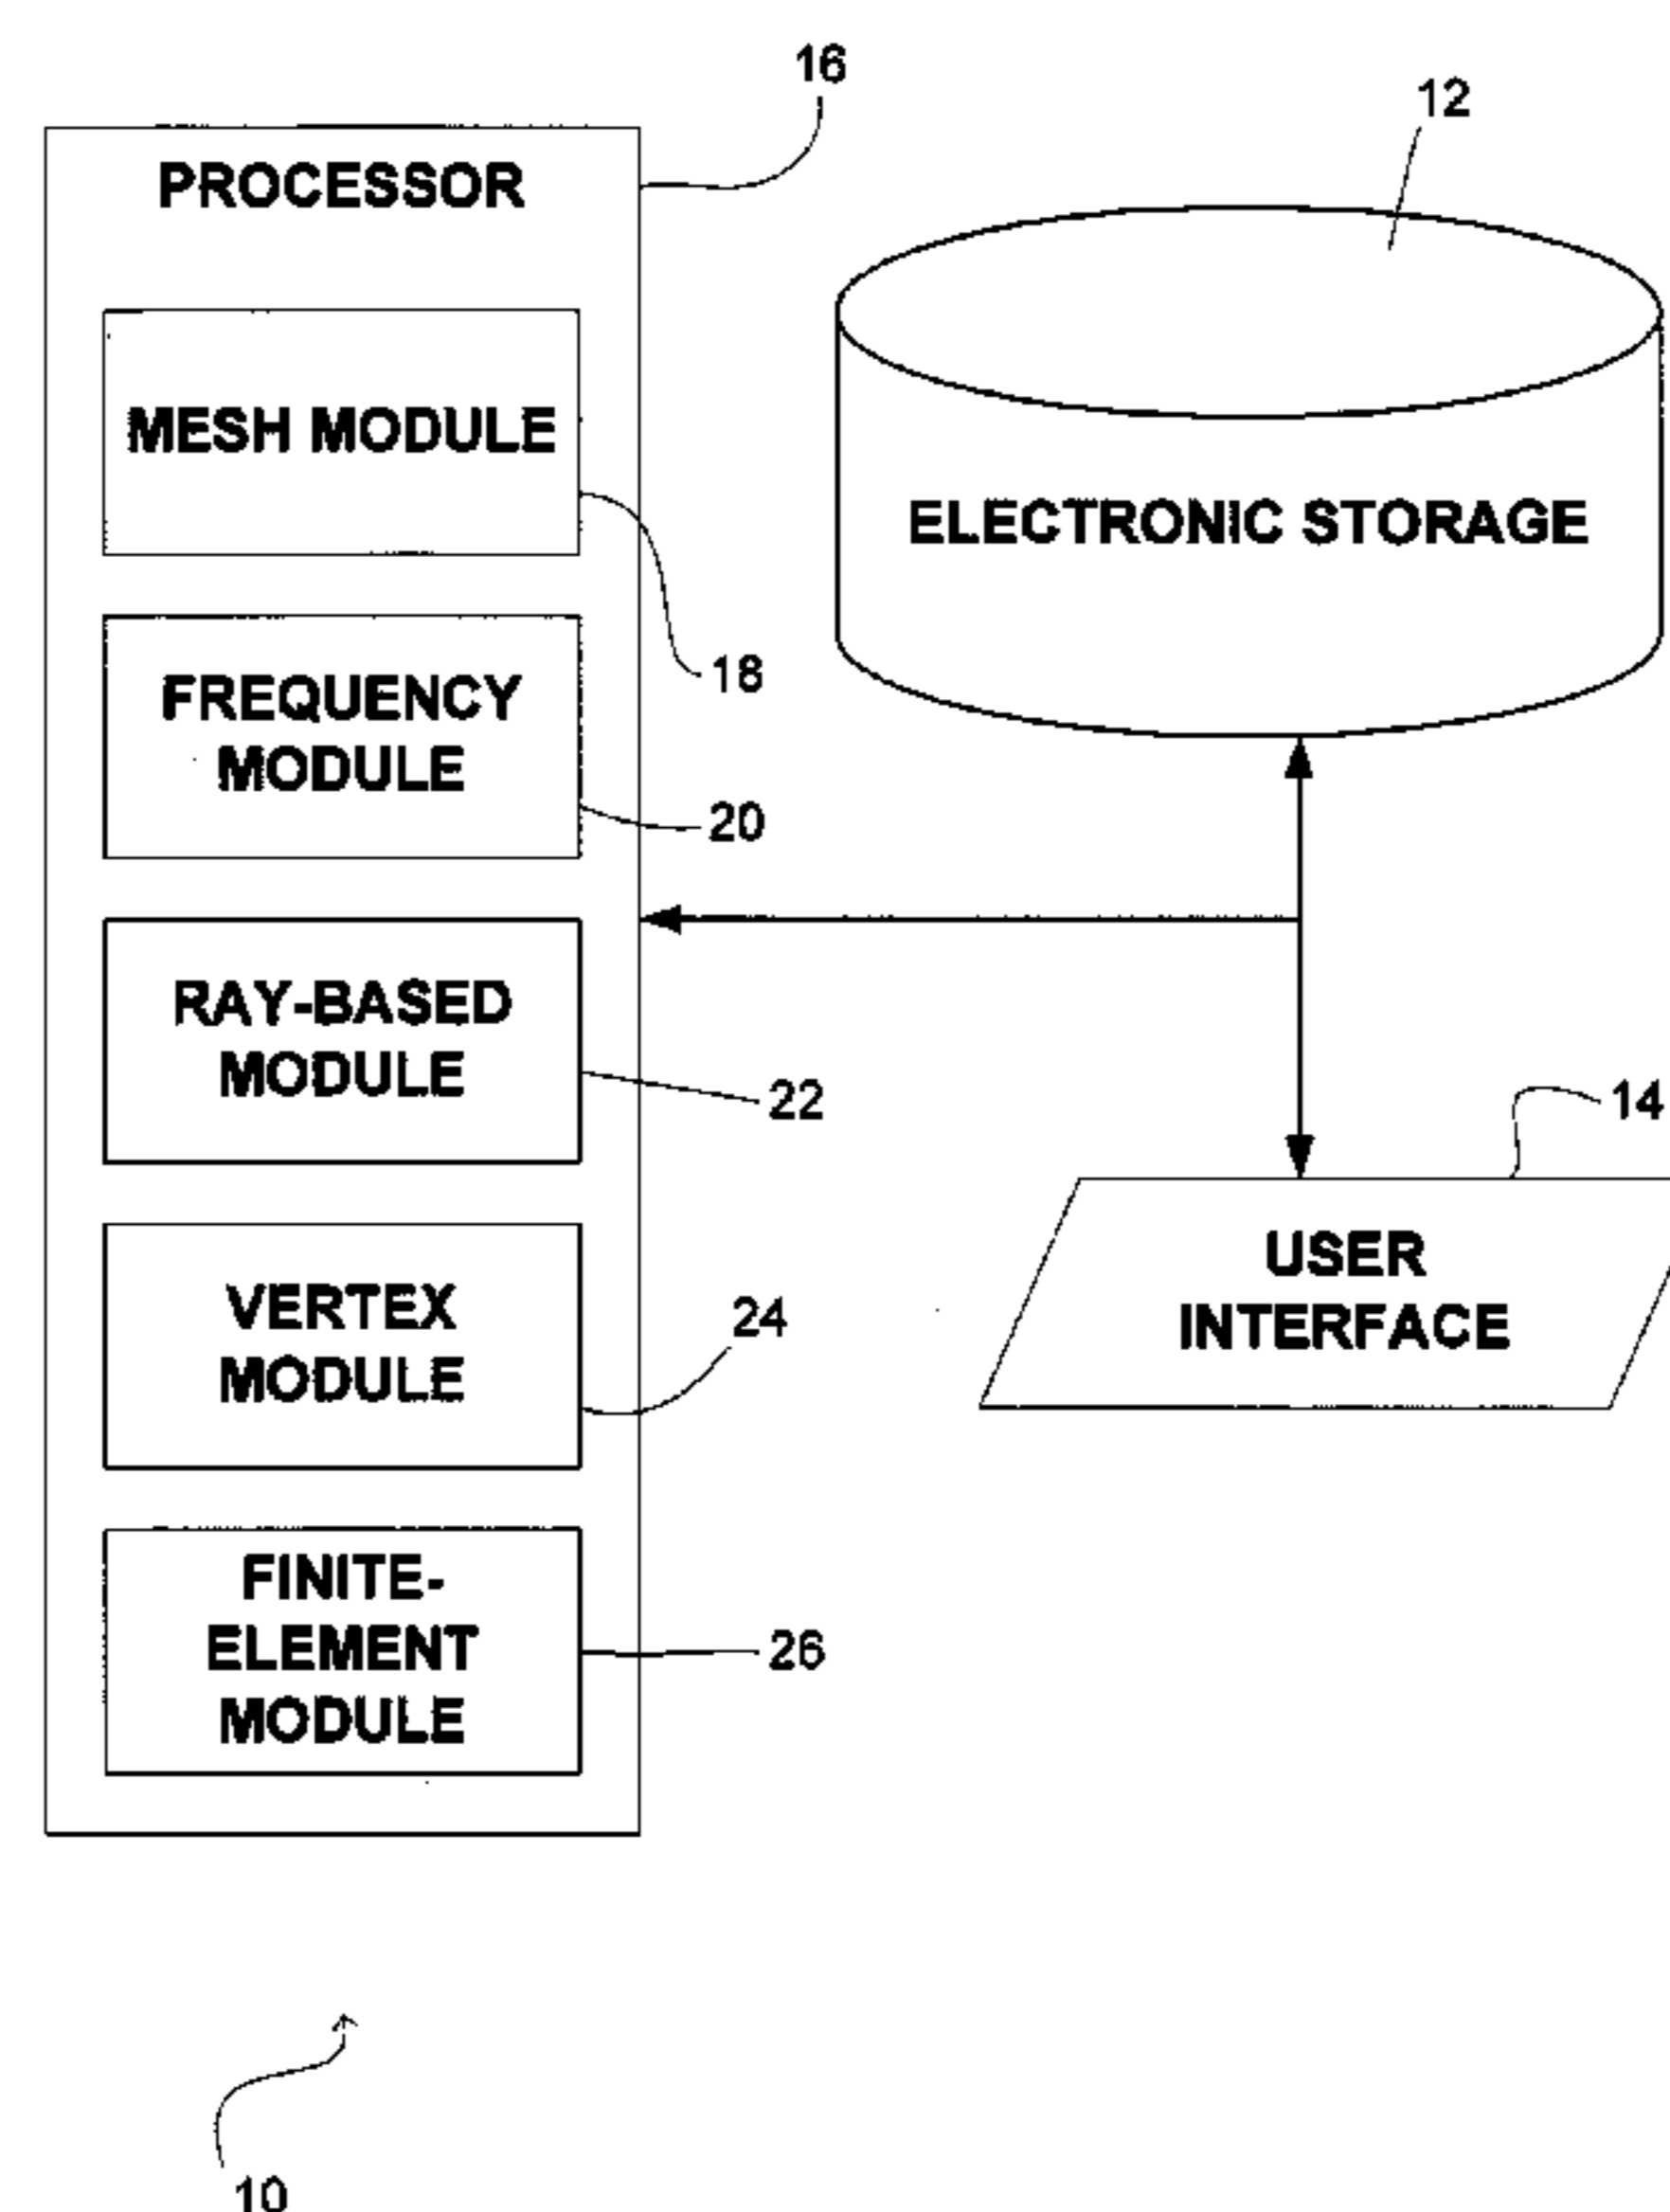 16
12
PROCESSOR
MESH MODULE
ELECTRONIC STORAGE
18
FREQUENCY
MODULE
20
RAY-BASED
MODULE
22
14
USER
INTERFACE
VERTEX
MODULE
24
FINITE-
ELEMENT
MODULE
26
10